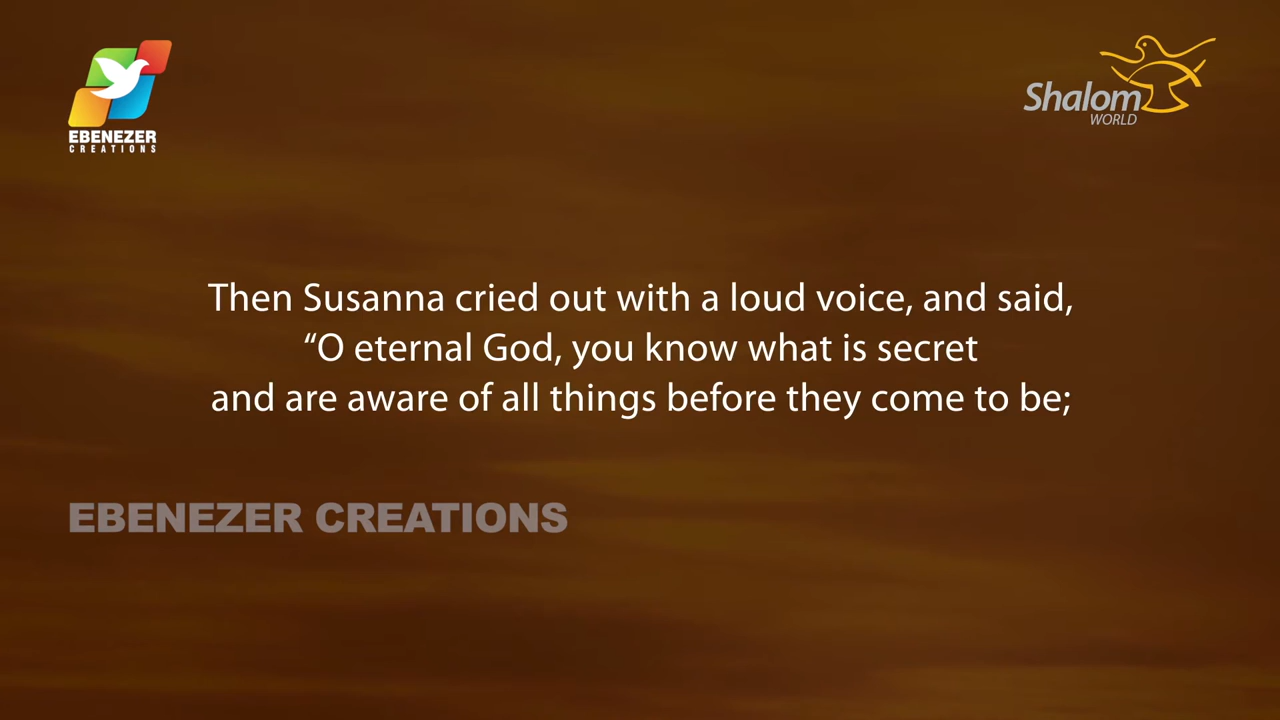 EBENEZER
CREATIONS
Shalom
WORLD
Then Susanna cried out with a loud voice, and said,
“O eternal God, you know what is secret
and are aware of all things before they come to be;
EBENEZER CREATIONS